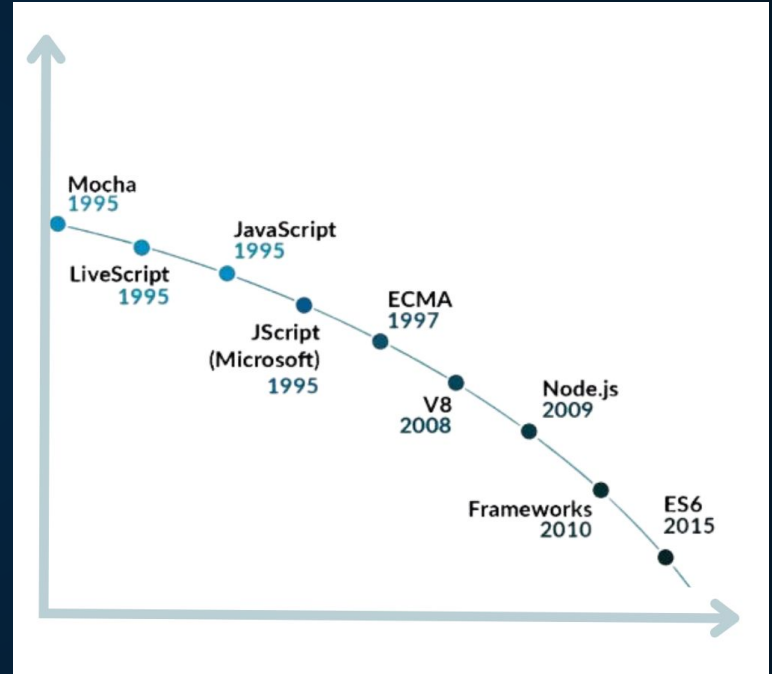 Mocha
1995
LiveScript
1995
JavaScript
1995
JScript
(Microsoft)
1995
ECMA
1997
V8
2008
Node.js
2009
Frameworks
2010
ES6
2015